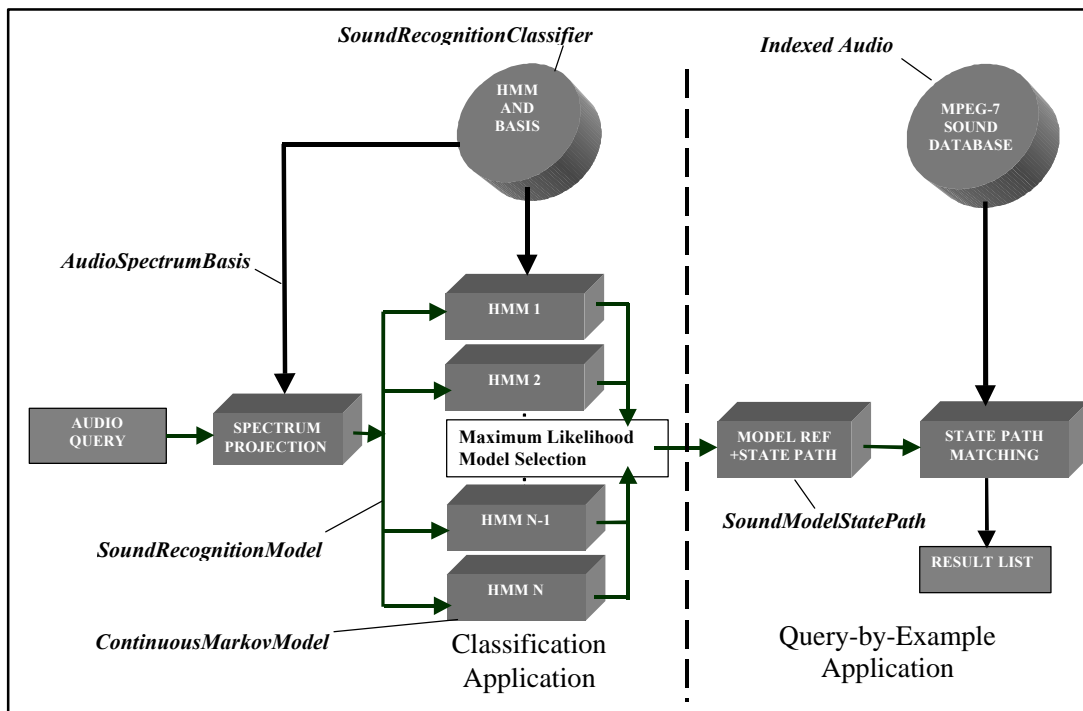 SoundRecognitionClassifier
Indexed Audio
HMM
AND
BASIS
MPEG-7
SOUND
DATABASE
AudioSpectrumBasis
HMM 1
HMM 2
AUDIO
QUERY
SPECTRUM
PROJECTION
Maximum Likelihood
Model Selection
MODEL REF
+STATE PATH
STATE PATH
MATCHING
SoundModelStatePath
HMM N-1
SoundRecognitionModel
RESULT LIST
HMM N
ContinuousMarkovModel
Classification
Application
Query-by-Example
Application